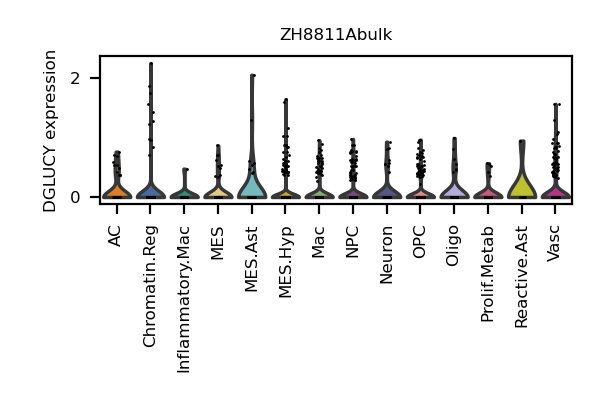 ZH8811Abulk
DGLUCY expression
2
0
AC
Chromatin.Reg
Inflammatory.Mac
MES
MES.Ast
MES.Hyp
Mac
NPC
Neuron
OPC
Oligo
Prolif.Metab
Reactive.Ast
Vasc